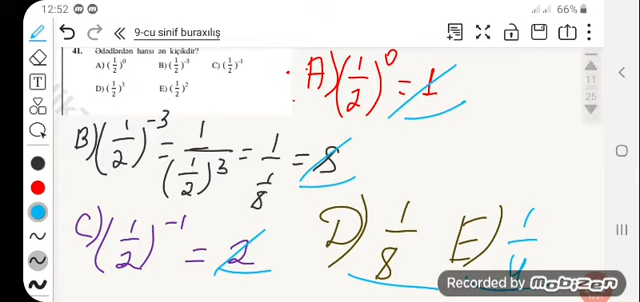 12:52
66%
9-cu sinif buraxılış
41. Ədədlərdən hansı ən kiçikdir?
A) (1/2)^0 B) (1/2)^-3 C) (1/2)^-1
D) (1/2)^3 E) (1/2)^2
A) (1/2)^0 = 1
B) (1/2)^-3 = 1/(1/2)^3 = 1/(1/8) = 8
C) (1/2)^-1 = 2
D) 1/8 E) 1/4
11
25
Recorded by mobizen